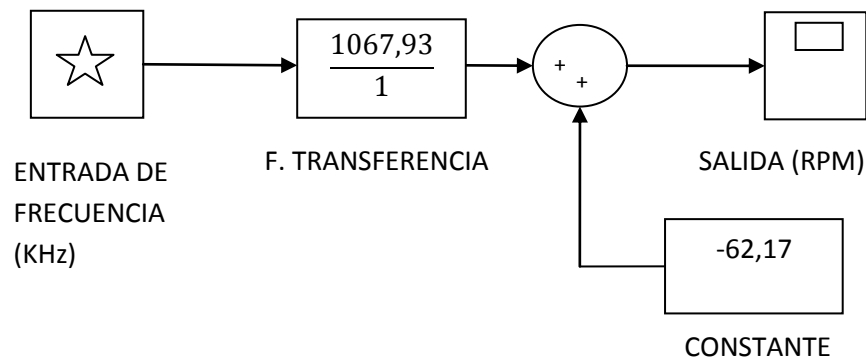 1067,93
1
+
+
F. TRANSFERENCIA
SALIDA (RPM)
ENTRADA DE
FRECUENCIA
(KHz)
-62,17
CONSTANTE